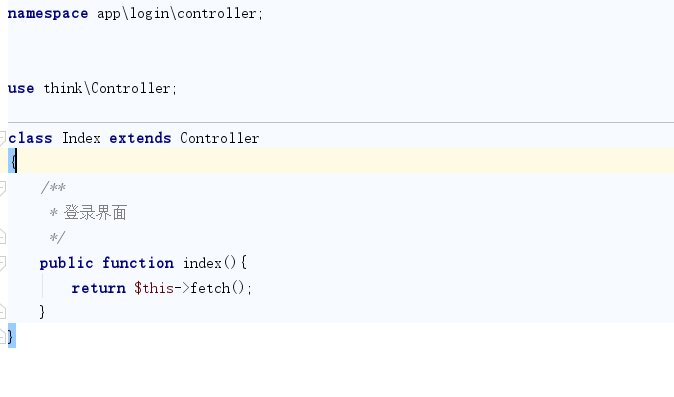 namespace app\login\controller;
use think\Controller;
class Index extends Controller
{
/**
* 登录界面
*/
public function index(){
return $this->fetch();
}
}